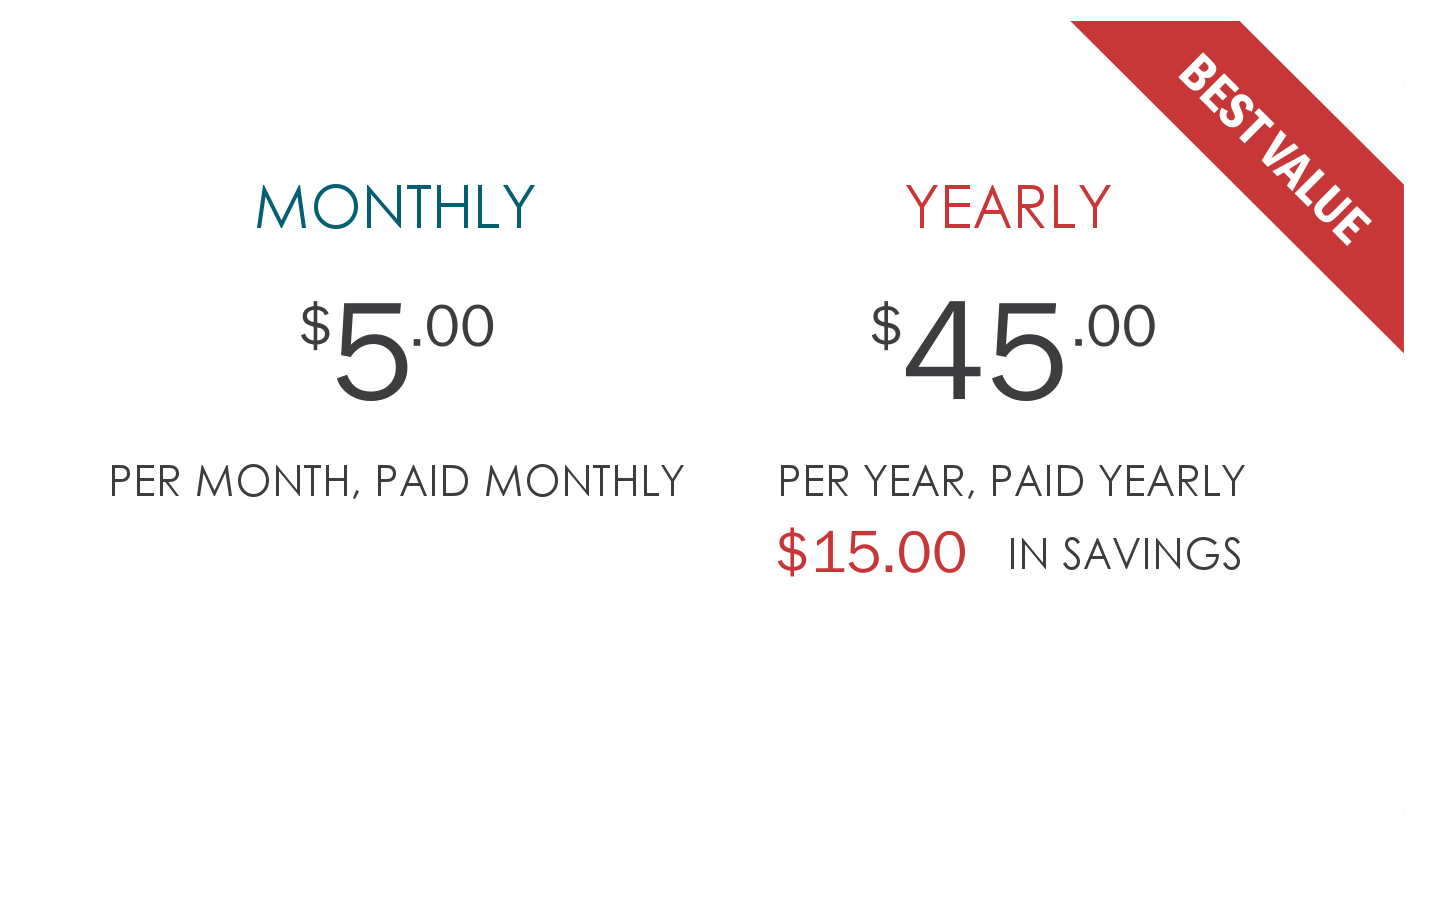 BEST VALUE
MONTHLY
$5.00
PER MONTH, PAID MONTHLY
YEARLY
$45.00
PER YEAR, PAID YEARLY
$15.00 IN SAVINGS